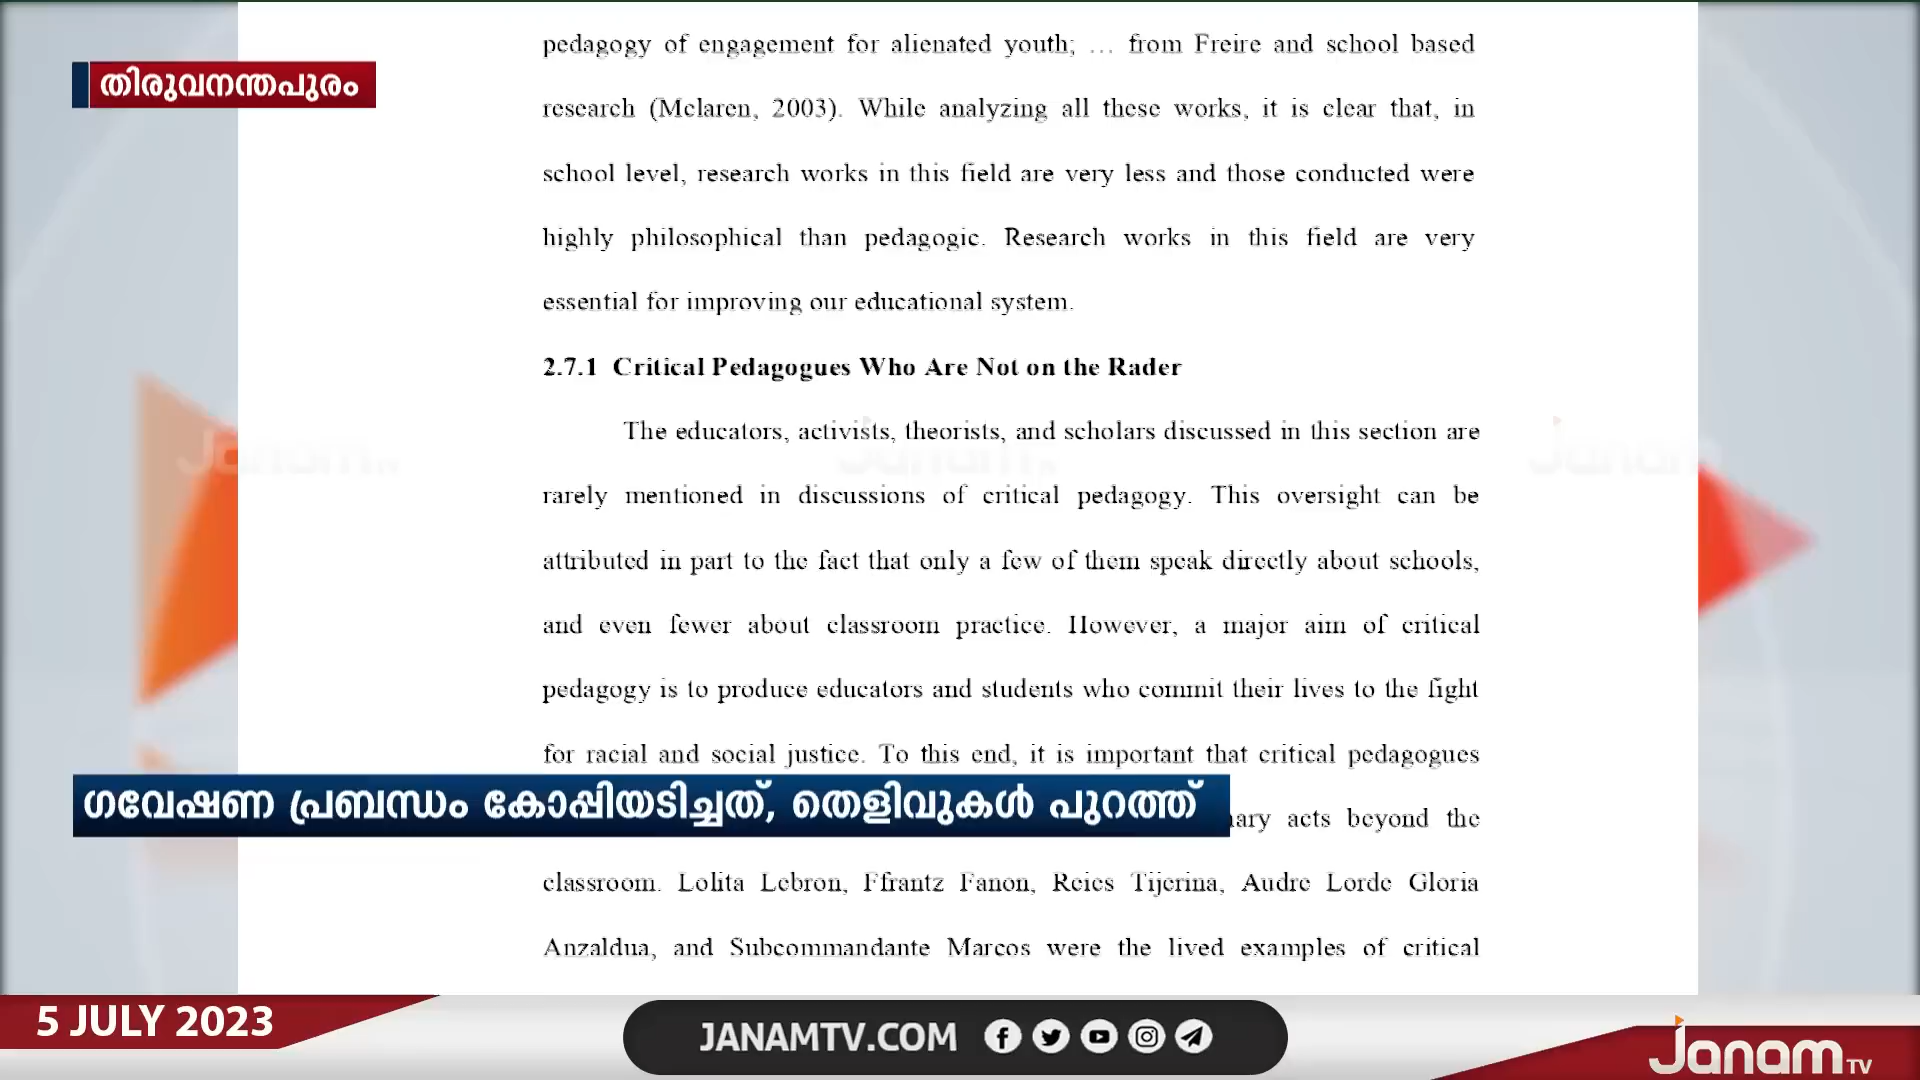 pedagogy of engagement for alienated youth; … from Freire and school based
തിരുവനന്തപുരം
research (Mclaren, 2003). While analyzing all these works, it is clear that, in
school level, research works in this field are very less and those conducted were
highly philosophical than pedagogic. Research works in this field are very
essential for improving our educational system.
2.7.1 Critical Pedagogues Who Are Not on the Rader
The educators, activists, theorists, and scholars discussed in this section are
rarely mentioned in discussions of critical pedagogy. This oversight can be
attributed in part to the fact that only a few of them speak directly about schools,
and even fewer about classroom practice. However, a major aim of critical
pedagogy is to produce educators and students who commit their lives to the fight
for racial and social justice. To this end, it is important that critical pedagogues
ഗവേഷണ പ്രബന്ധം കോപ്പിയടിച്ചത്, തെളിവുകൾ പുറത്ത്
acts beyond the
classroom. Lolita Lebron, Ffrantz Fanon, Reies Tijerina, Audre Lorde Gloria
Anzaldua, and Subcommandante Marcos were the lived examples of critical
5 JULY 2023
JANAMTV.COM
Janam TV